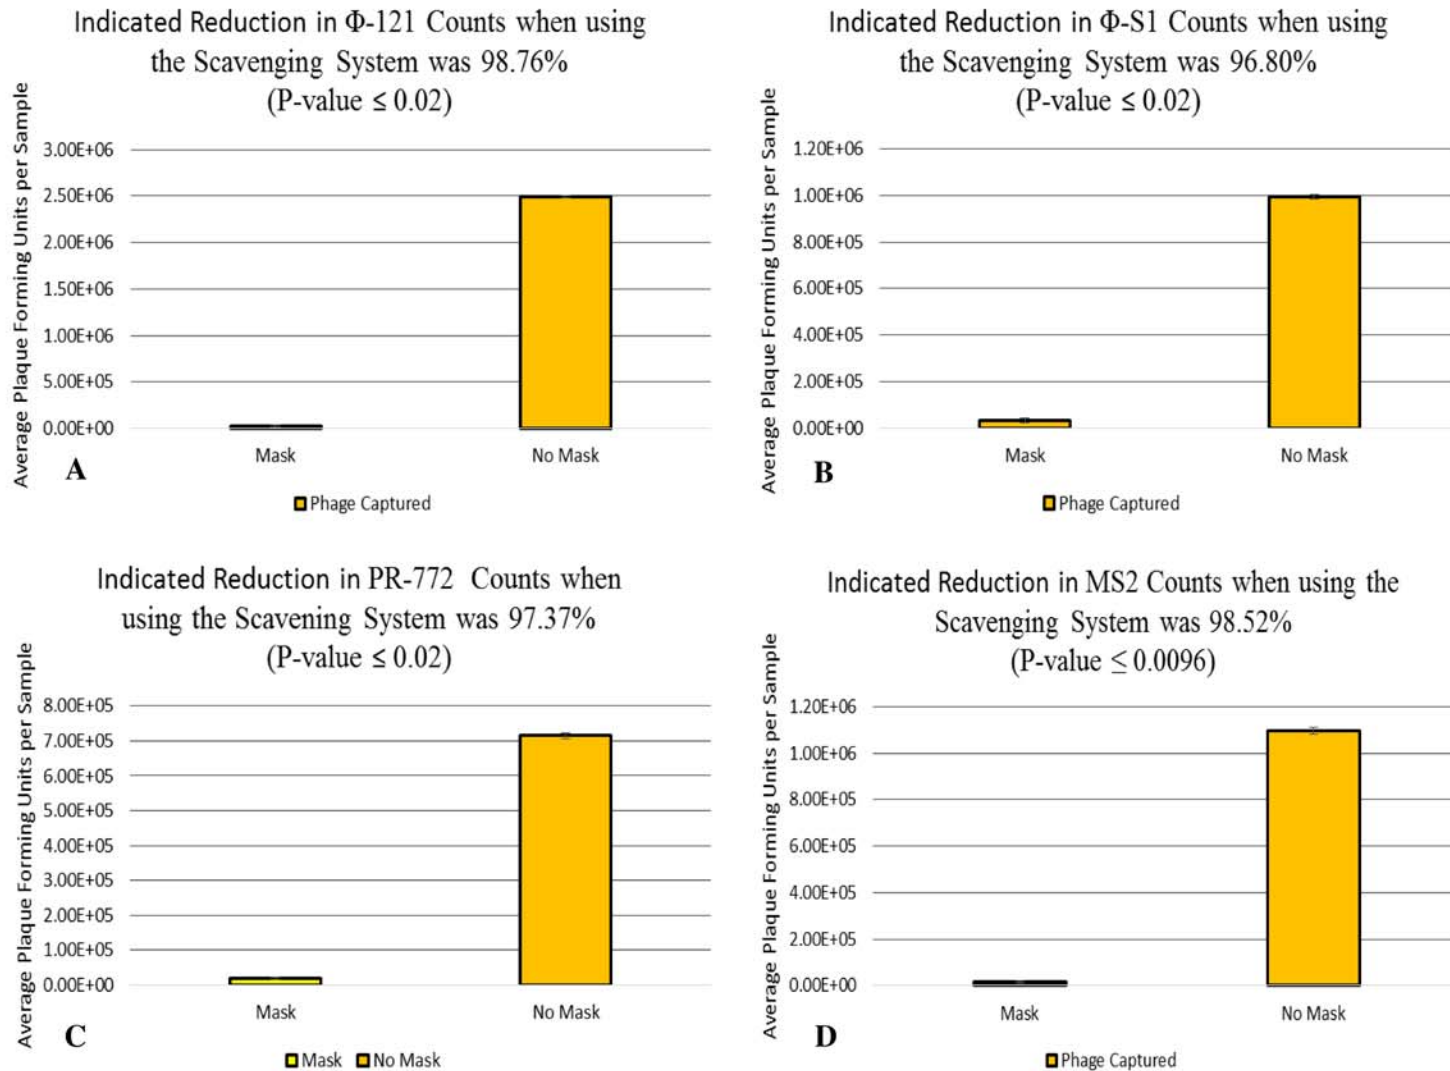 Indicated Reduction in Φ-121 Counts when using
the Scavenging System was 98.76%
(P-value ≤ 0.02)
Average Plaque Forming Units per Sample
3.00E+06
2.50E+06
2.00E+06
1.50E+06
1.00E+06
5.00E+05
0.00E+00
Mask
No Mask
A
Phage Captured
Indicated Reduction in Φ-S1 Counts when using
the Scavenging System was 96.80%
(P-value ≤ 0.02)
Average Plaque Forming Units per Sample
1.20E+06
1.00E+06
8.00E+05
6.00E+05
4.00E+05
2.00E+05
0.00E+00
Mask
No Mask
B
Phage Captured
Indicated Reduction in PR-772 Counts when
using the Scavening System was 97.37%
(P-value ≤ 0.02)
Average Plaque Forming Units per Sample
8.00E+05
7.00E+05
6.00E+05
5.00E+05
4.00E+05
3.00E+05
2.00E+05
1.00E+05
0.00E+00
Mask
No Mask
C
Mask No Mask
Indicated Reduction in MS2 Counts when using the
Scavenging System was 98.52%
(P-value ≤ 0.0096)
Average Plaque Forming Units per Sample
1.20E+06
1.00E+06
8.00E+05
6.00E+05
4.00E+05
2.00E+05
0.00E+00
Mask
No Mask
D
Phage Captured